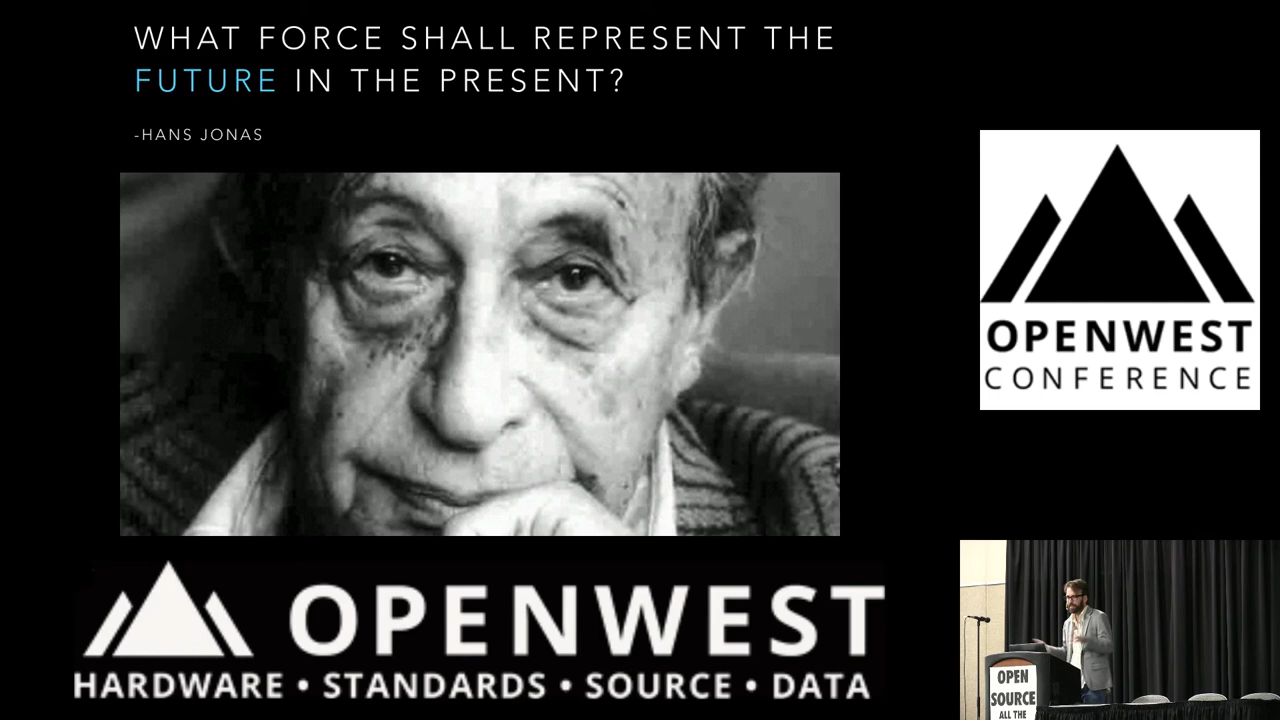 WHAT FORCE SHALL REPRESENT THE
FUTURE IN THE PRESENT?
-HANS JONAS
OPENWEST
CONFERENCE
OPENWEST
HARDWARE • STANDARDS • SOURCE • DATA
OPEN
SOURCE
ALL THE